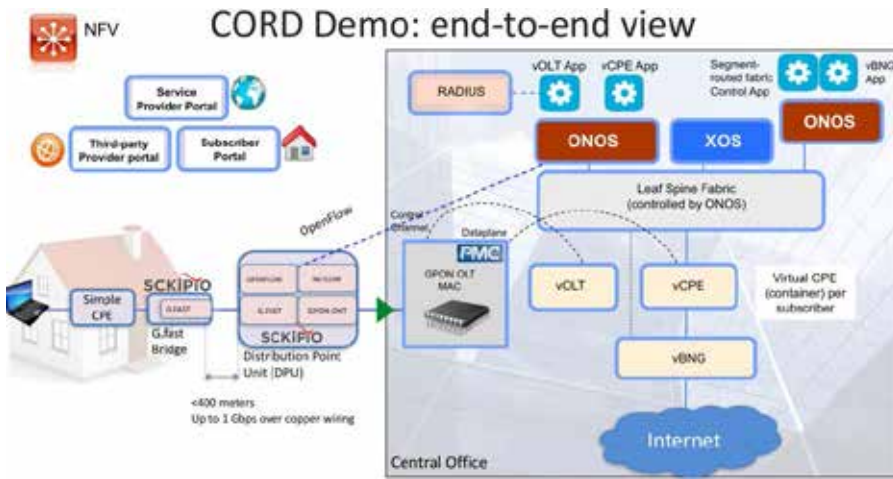 CORD Demo: end-to-end view
NFV
Service
Provider Portal
Third-party
Provider portal
Subscriber
Portal
RADIUS
vOLT App
vCPE App
Segment-
routed fabric
Control App
vBNG
App
ONOS
XOS
ONOS
Leaf Spine Fabric
(controlled by ONOS)
OpenFlow
Control
Channel
Dataplane
PMC
GPON OLT
MAC
vOLT
vCPE
Virtual CPE
(container) per
subscriber
vBNG
Internet
Central Office
Simple
CPE
SCKIPIO
G.FAST
G.fast
Bridge
G.FAST
GPON ONT
SCKIPIO
Distribution Point
Unit (DPU)
<400 meters
Up to 1 Gbps over copper wiring